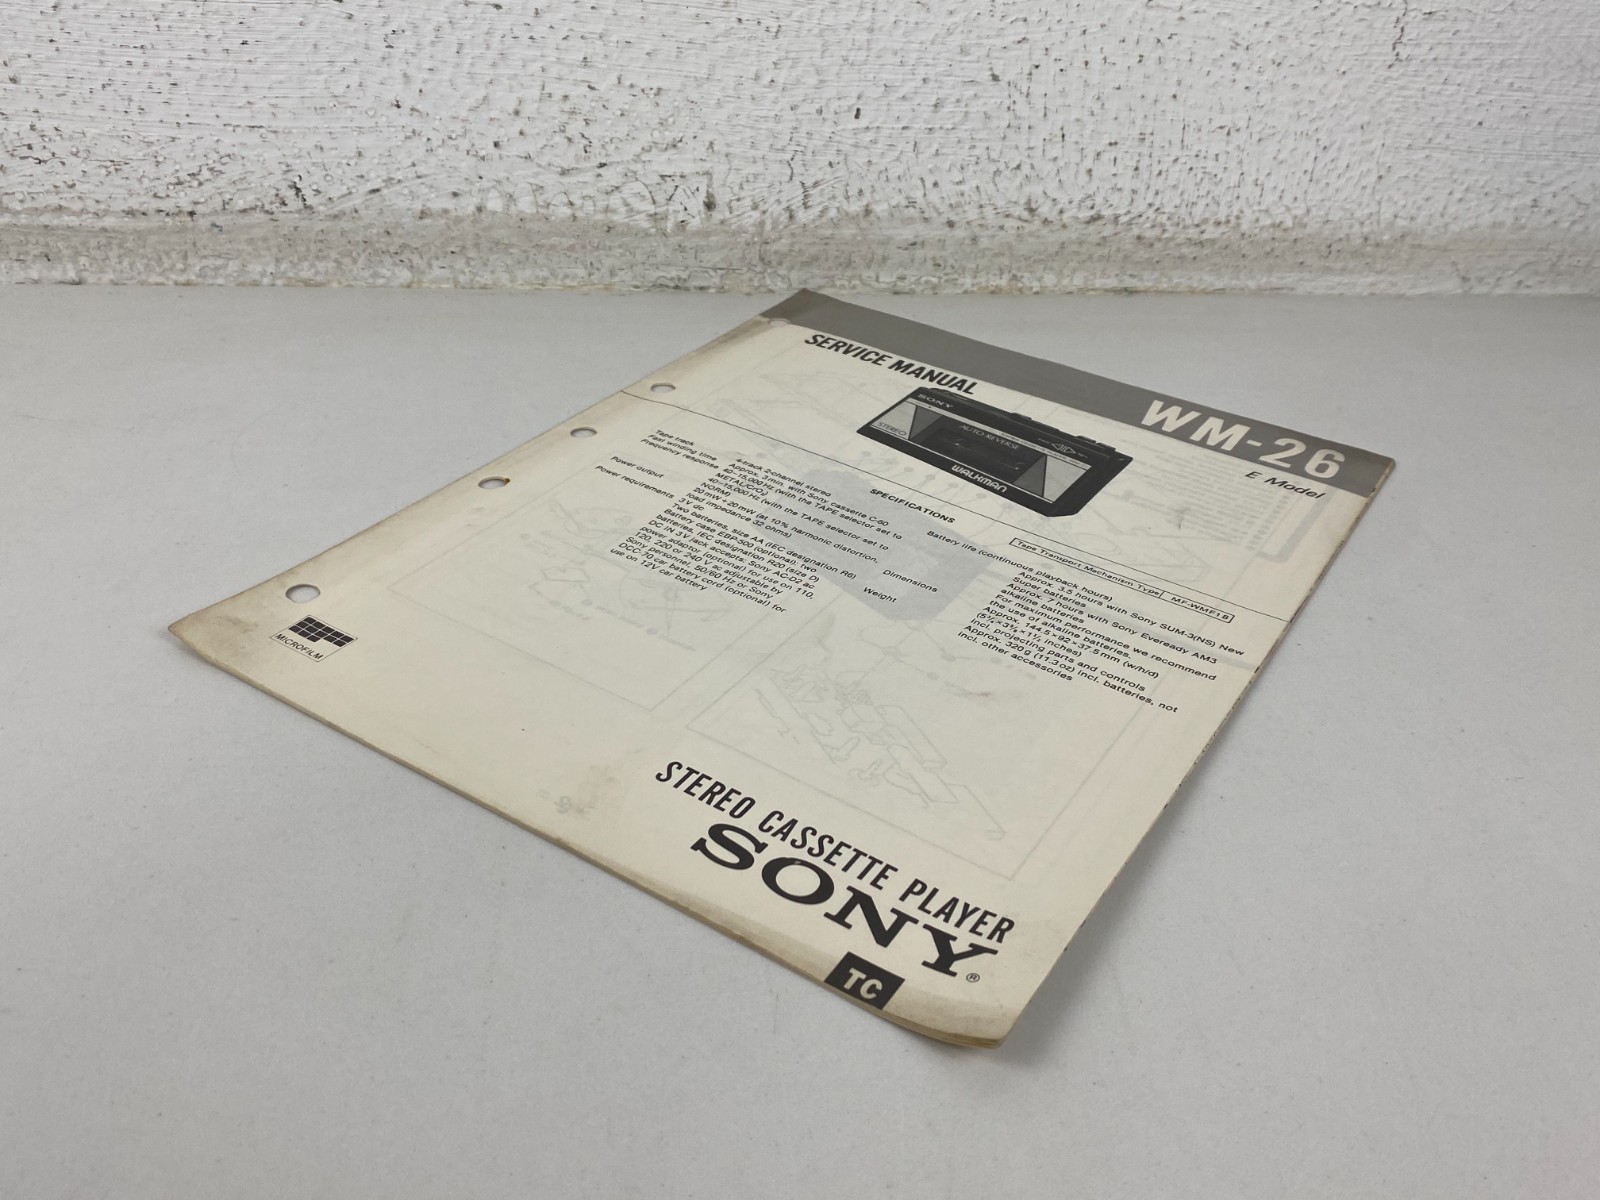 WM-26
SERVICE MANUAL
E Model
SONY
STEREO
AUTO REVERSE
WALKMAN
Tape Transport Mechanism Type MF-WMF18
SPECIFICATIONS
Tape track 4-track 2-channel stereo
Fast winding time Approx. 3 min. with Sony cassette C-60
Frequency response 40-15,000 Hz (with the TAPE selector set to
METAL/CrO2)
40-15,000 Hz (with the TAPE selector set to
NORM)
Power output 20 mW + 20 mW (at 10% harmonic distortion,
load impedance 32 ohms)
Power requirements 3 V dc
Two batteries, size AA (IEC designation R6)
Battery case EBP-500 (optional): two
batteries, IEC designation R20 (size D)
DC IN 3V jack accepts: Sony AC-D2 ac
power adaptor (optional) for use on 110,
120, 220 or 240 V ac adjustable by
Sony personnel, 50/60 Hz or Sony
DCC-70 car battery cord (optional) for
use on 12V car battery
Battery life (continuous playback hours)
Approx. 3.5 hours with Sony SUM-3(NS) New
Super batteries
Approx. 7 hours with Sony Eveready AM3
alkaline batteries
For maximum performance we recommend
the use of alkaline batteries.
Dimensions Approx. 144.5 × 92 × 37.5 mm (w/h/d)
incl. projecting parts and controls
Weight Approx. 320 g (11.3 oz) incl. batteries, not
incl. other accessories
MICROFILM
STEREO CASSETTE PLAYER
SONY®
TC